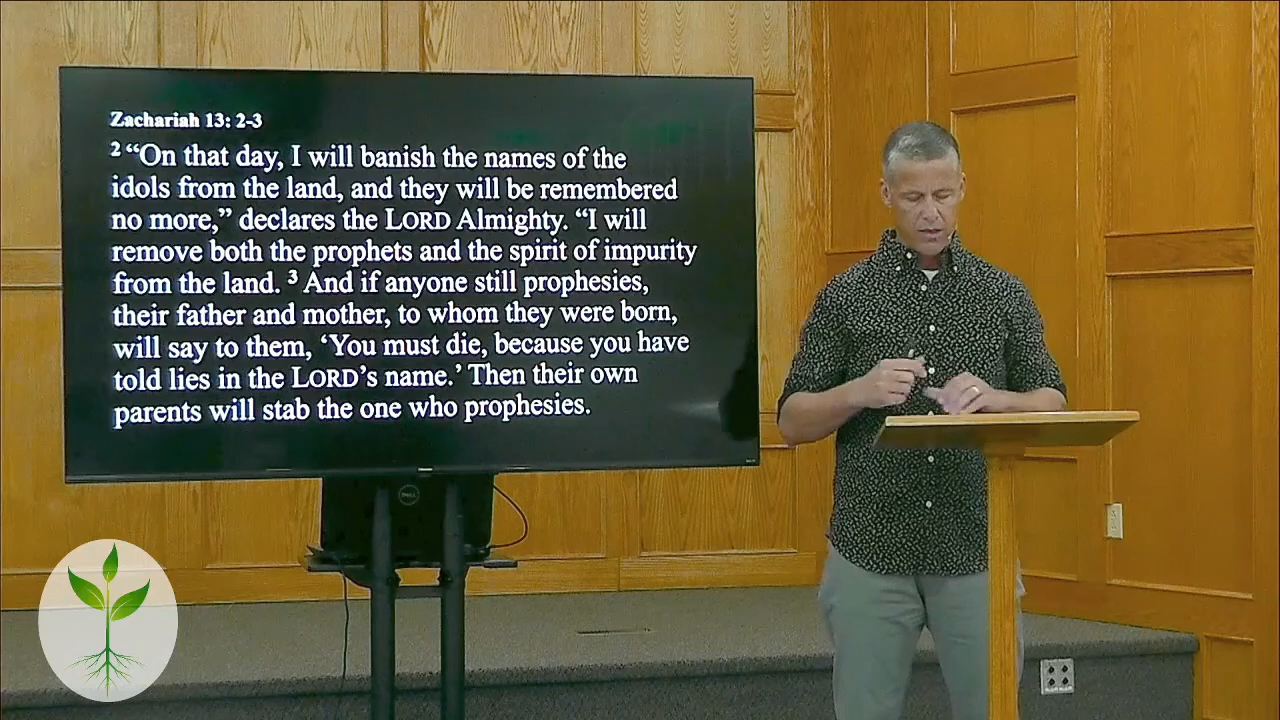 Zachariah 13: 2-3
2 “On that day, I will banish the names of the
idols from the land, and they will be remembered
no more,” declares the LORD Almighty. “I will
remove both the prophets and the spirit of impurity
from the land. 3 And if anyone still prophesies,
their father and mother, to whom they were born,
will say to them, ‘You must die, because you have
told lies in the LORD’s name.’ Then their own
parents will stab the one who prophesies.
DELL